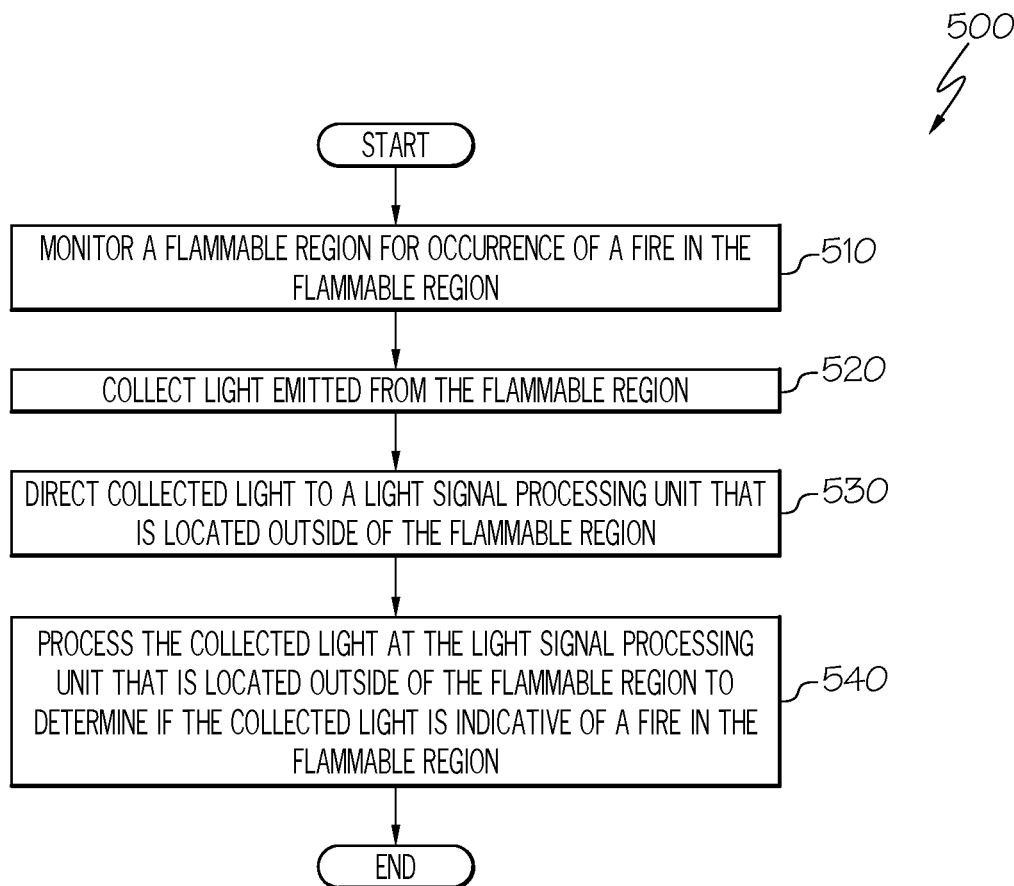 500
START
MONITOR A FLAMMABLE REGION FOR OCCURRENCE OF A FIRE IN THE
FLAMMABLE REGION
510
COLLECT LIGHT EMITTED FROM THE FLAMMABLE REGION
520
DIRECT COLLECTED LIGHT TO A LIGHT SIGNAL PROCESSING UNIT THAT
IS LOCATED OUTSIDE OF THE FLAMMABLE REGION
530
PROCESS THE COLLECTED LIGHT AT THE LIGHT SIGNAL PROCESSING
UNIT THAT IS LOCATED OUTSIDE OF THE FLAMMABLE REGION TO
DETERMINE IF THE COLLECTED LIGHT IS INDICATIVE OF A FIRE IN THE
FLAMMABLE REGION
540
END